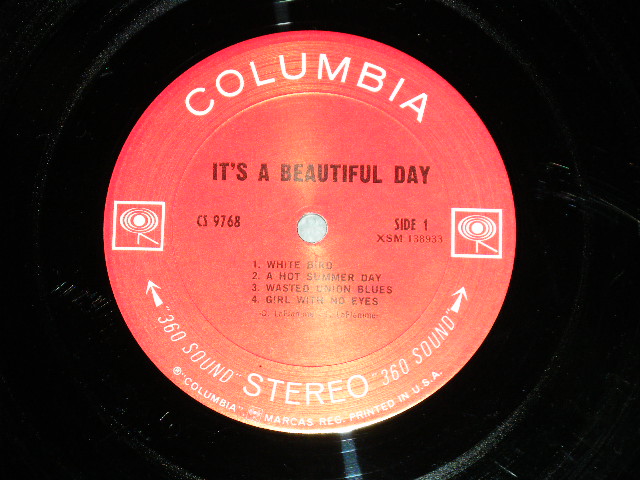 COLUMBIA
IT'S A BEAUTIFUL DAY
CS 9768
SIDE 1
XSM 138933
1. WHITE BIRD
2. A HOT SUMMER DAY
3. WASTED UNION BLUES
4. GIRL WITH NO EYES
LaFlamme
"360 SOUND" STEREO "360 SOUND"
® "COLUMBIA" MARCAS REG. PRINTED IN U.S.A.